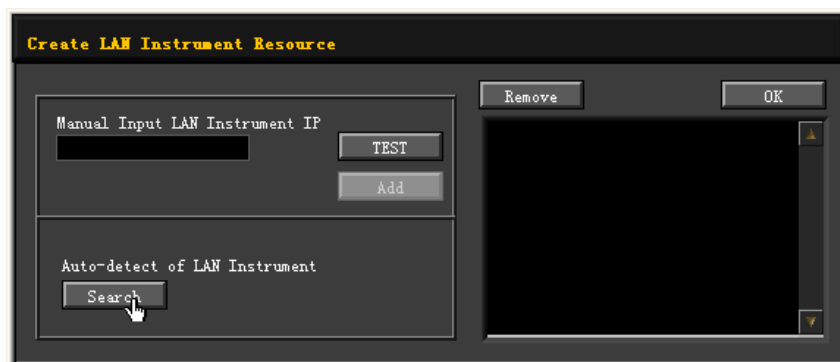 Create LAN Instrument Resource
Remove
OK
Manual Input LAN Instrument IP
TEST
Add
Auto-detect of LAN Instrument
Search